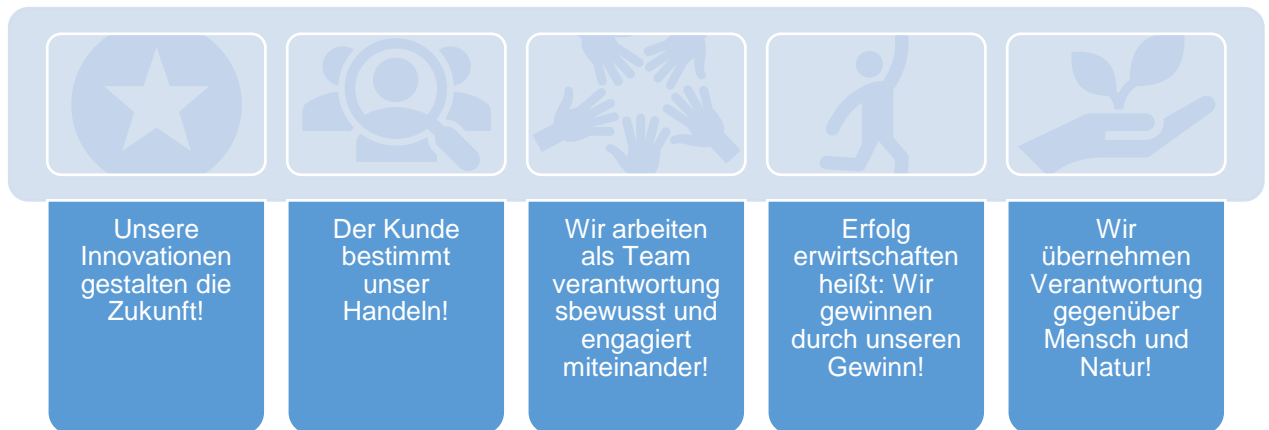 Unsere
Innovationen
gestalten die
Zukunft!
Der Kunde
bestimmt
unser
Handeln!
Wir arbeiten
als Team
verantwortung
sbewusst und
engagiert
miteinander!
Erfolg
erwirtschaften
heißt: Wir
gewinnen
durch unseren
Gewinn!
Wir
übernehmen
Verantwortung
gegenüber
Mensch und
Natur!